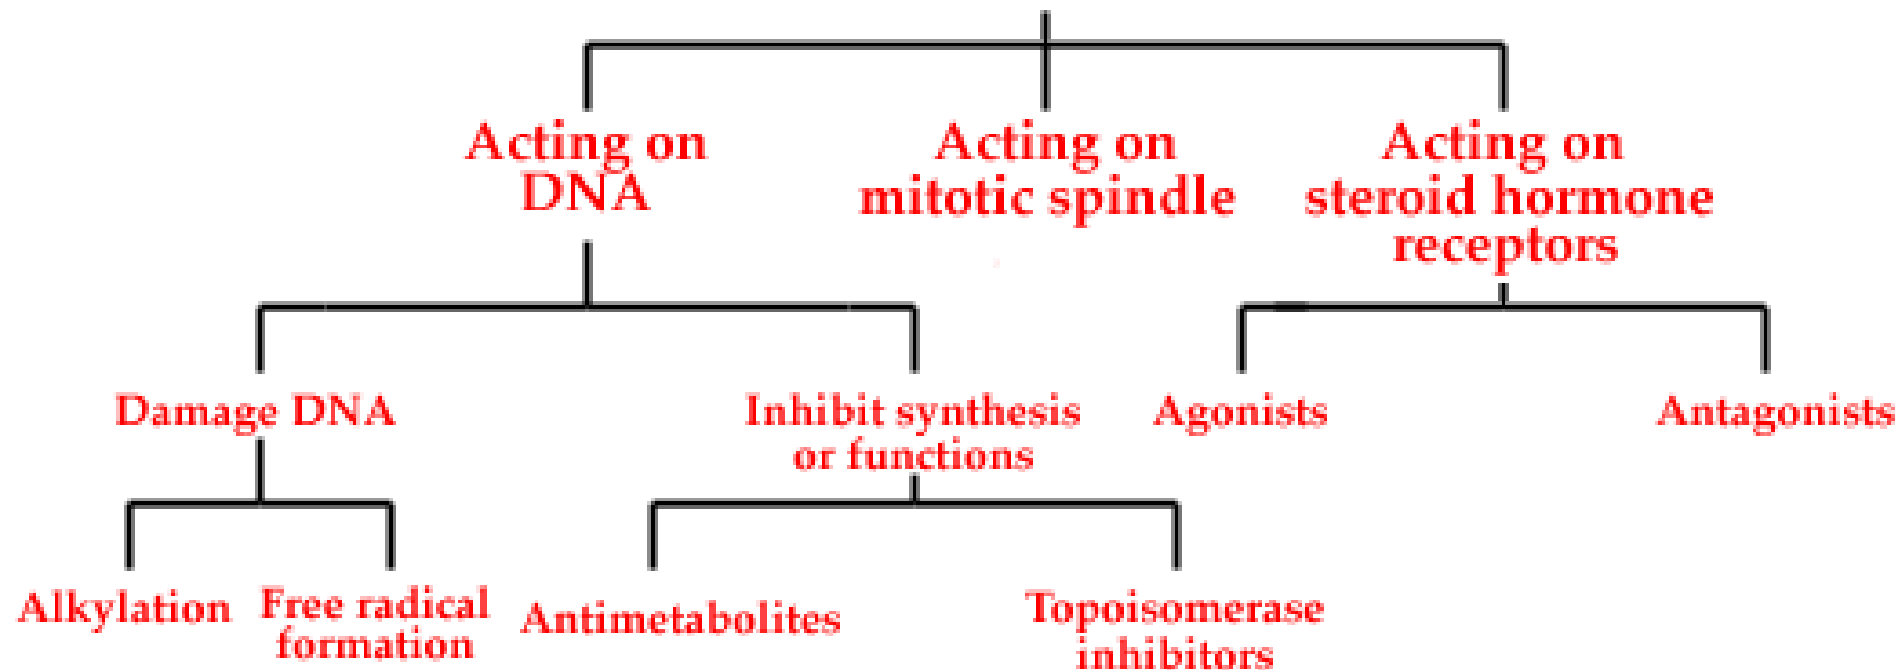 Acting on
DNA
Acting on
mitotic spindle
Acting on
steroid hormone
receptors
Damage DNA
Inhibit synthesis
or functions
Agonists
Antagonists
Alkylation
Free radical
formation
Antimetabolites
Topoisomerase
inhibitors